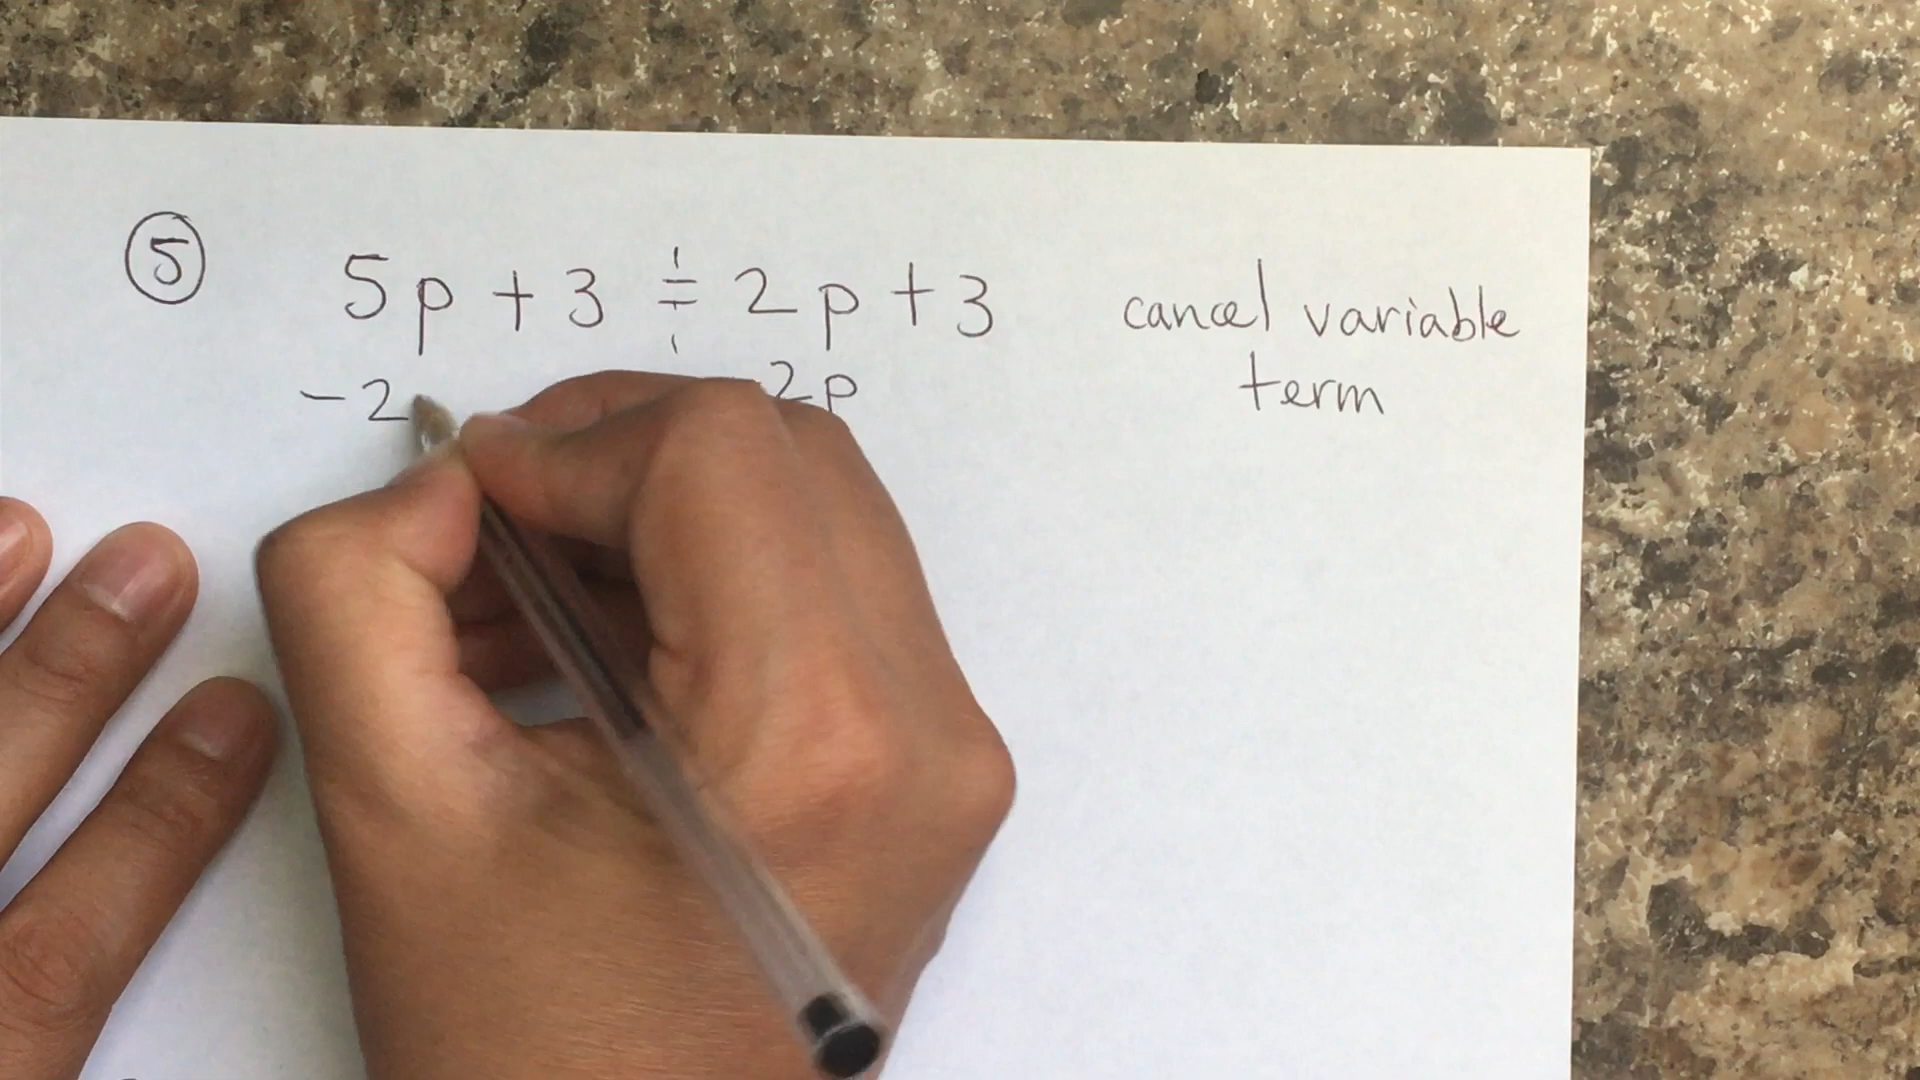 ⑤ 5p + 3 = 2p + 3 cancel variable
-2 2p term